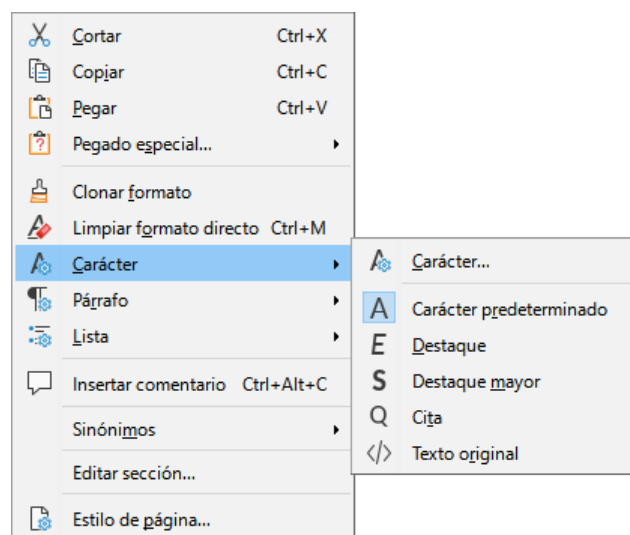 Cortar Ctrl+X
Copiar Ctrl+C
Pegar Ctrl+V
Pegado especial...
Clonar formato
Limpiar formato directo Ctrl+M
Carácter
Párrafo
Lista
Insertar comentario Ctrl+Alt+C
Sinónimos
Editar sección...
Estilo de página...
Carácter...
A Carácter predeterminado
E Destaque
S Destaque mayor
Q Cita
</> Texto original